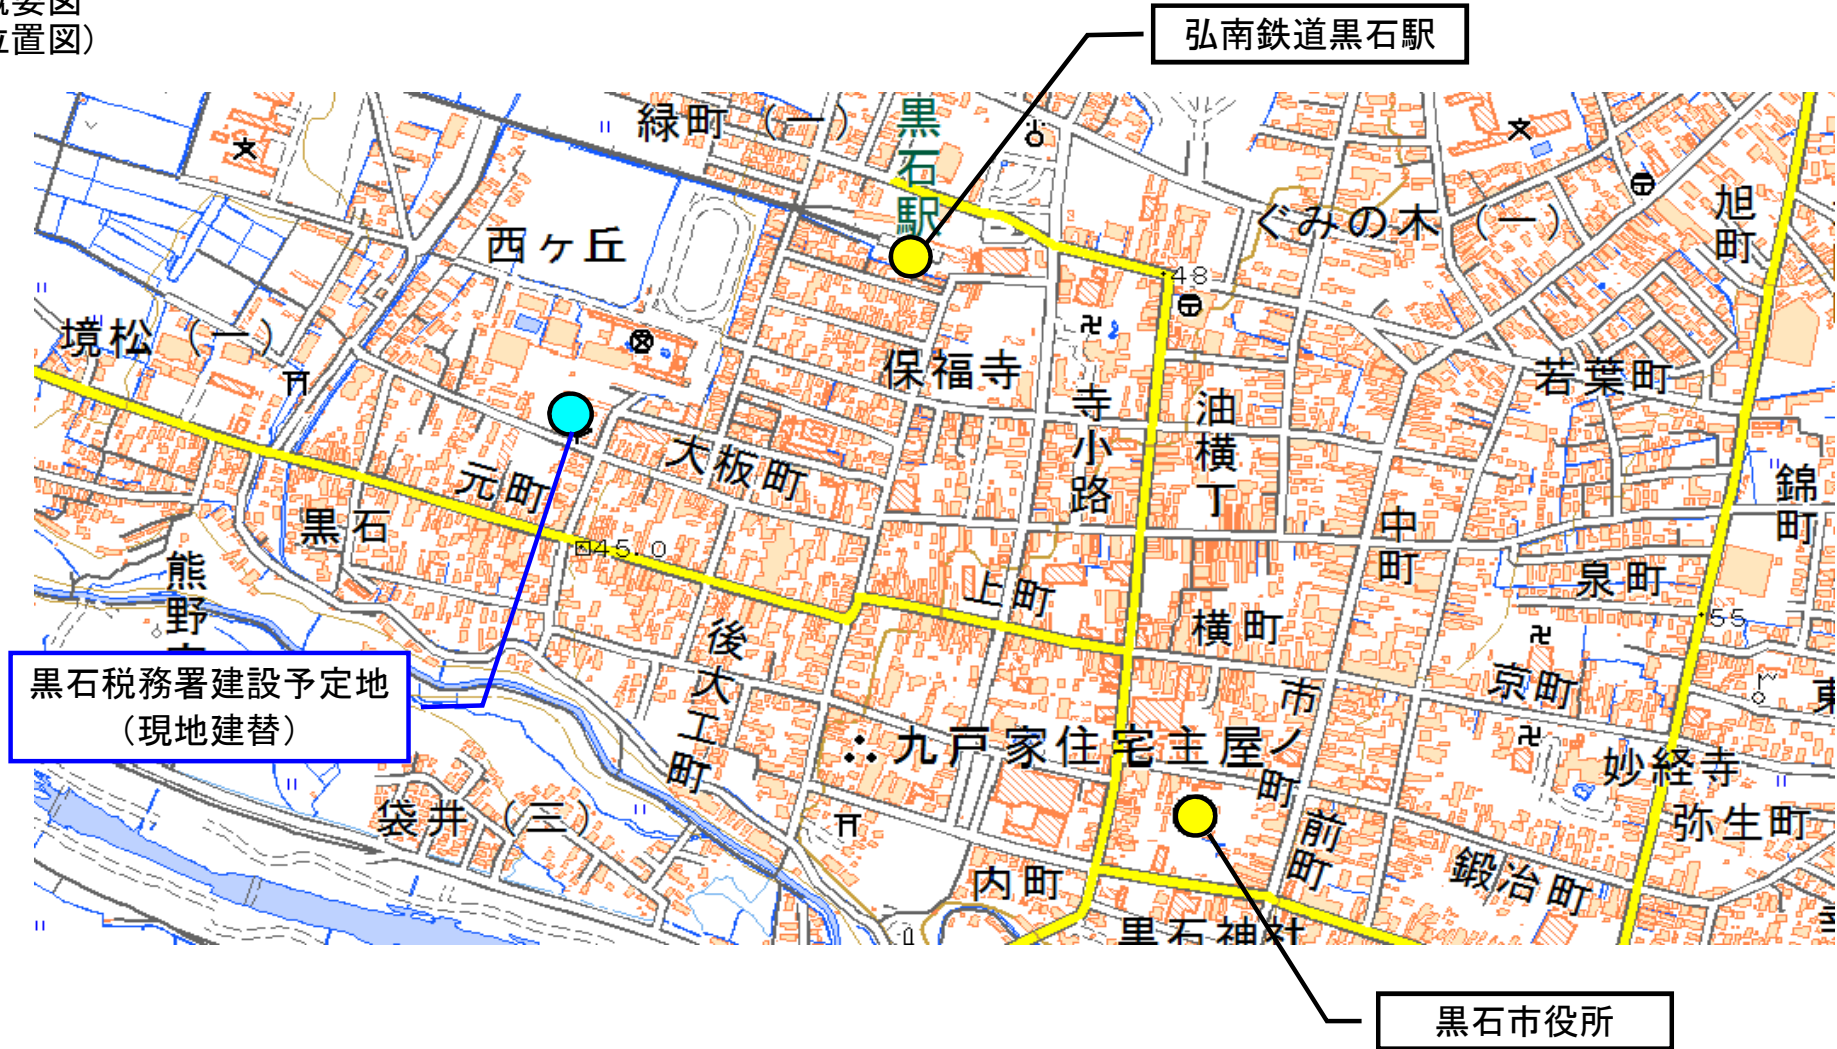 要図
位置図）
弘南鉄道黒石駅
緑町（一）
黒石駅
西ヶ丘
ぐみの木（一）
旭町
48
境松（一）
保福寺
若葉町
寺小路
油横丁
大板町
元町
黒石
中町
錦町
45.0
熊野
上町
泉町
横町
55
後大工町
京町
市ノ町
黒石税務署建設予定地
（現地建替）
九戸家住宅主屋
妙経寺
袋井（三）
弥生町
前町
内町
鍛冶町
黒石神社
黒石市役所